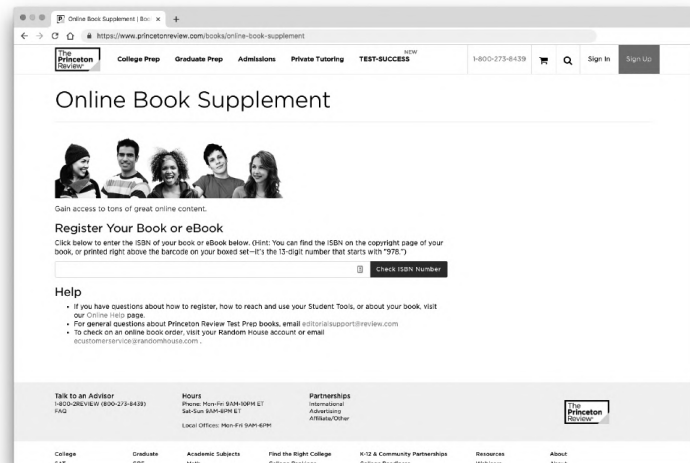 Online Book Supplement | Boo
https://www.princetonreview.com/books/online-book-supplement
The Princeton Review
College Prep Graduate Prep Admissions Private Tutoring TEST-SUCCESS NEW 1-800-273-8439 Sign In Sign Up
Online Book Supplement
Gain access to tons of great online content.
Register Your Book or eBook
Click below to enter the ISBN of your book or eBook below. (Hint: You can find the ISBN on the copyright page of your
book, or printed right above the barcode on your boxed set—it's the 13-digit number that starts with "978.")
Check ISBN Number
Help
• If you have questions about how to register, how to reach and use your Student Tools, or about your book, visit
our Online Help page.
• For general questions about Princeton Review Test Prep books, email editorialsupport@review.com
• To check on an online book order, visit your Random House account or email
ecustomerservice@randomhouse.com .
Talk to an Advisor
1-800-2REVIEW (800-273-8439)
FAQ
Hours
Phone: Mon-Fri 9AM-10PM ET
Sat-Sun 9AM-6PM ET
Local Offices: Mon-Fri 9AM-6PM
Partnerships
International
Advertising
Affiliate/Other
The
Princeton
Review
College Graduate Academic Subjects Find the Right College K-12 & Community Partnerships Resources About